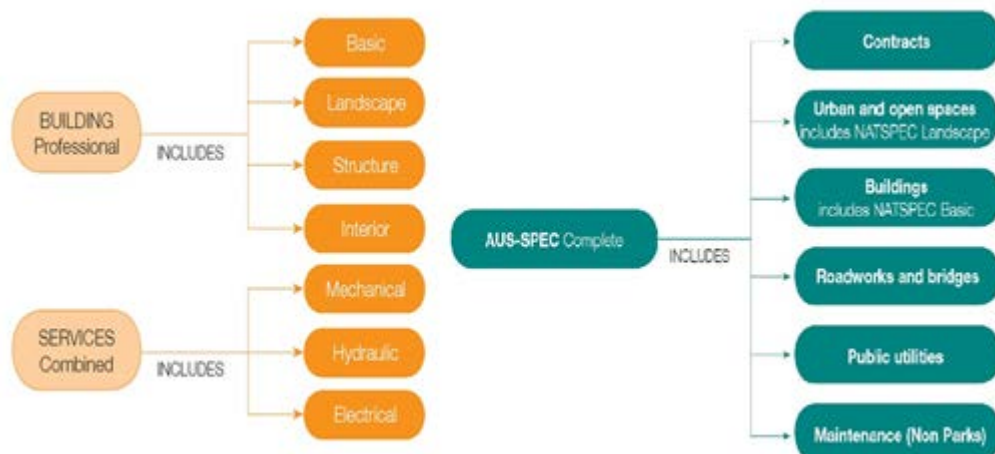 BUILDING
Professional
INCLUDES
Basic
Landscape
Structure
Interior
SERVICES
Combined
INCLUDES
Mechanical
Hydraulic
Electrical
AUS-SPEC Complete
INCLUDES
Contracts
Urban and open spaces
includes NATSPEC Landscape
Buildings
includes NATSPEC Basic
Roadworks and bridges
Public utilities
Maintenance (Non Parks)